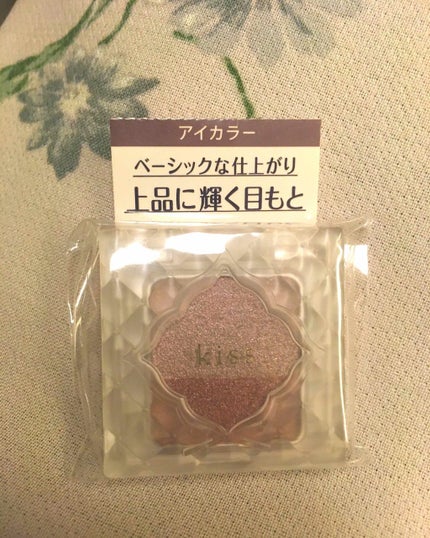 アイカラー
ベーシックな仕上がり
上品に輝く目もと
kiss